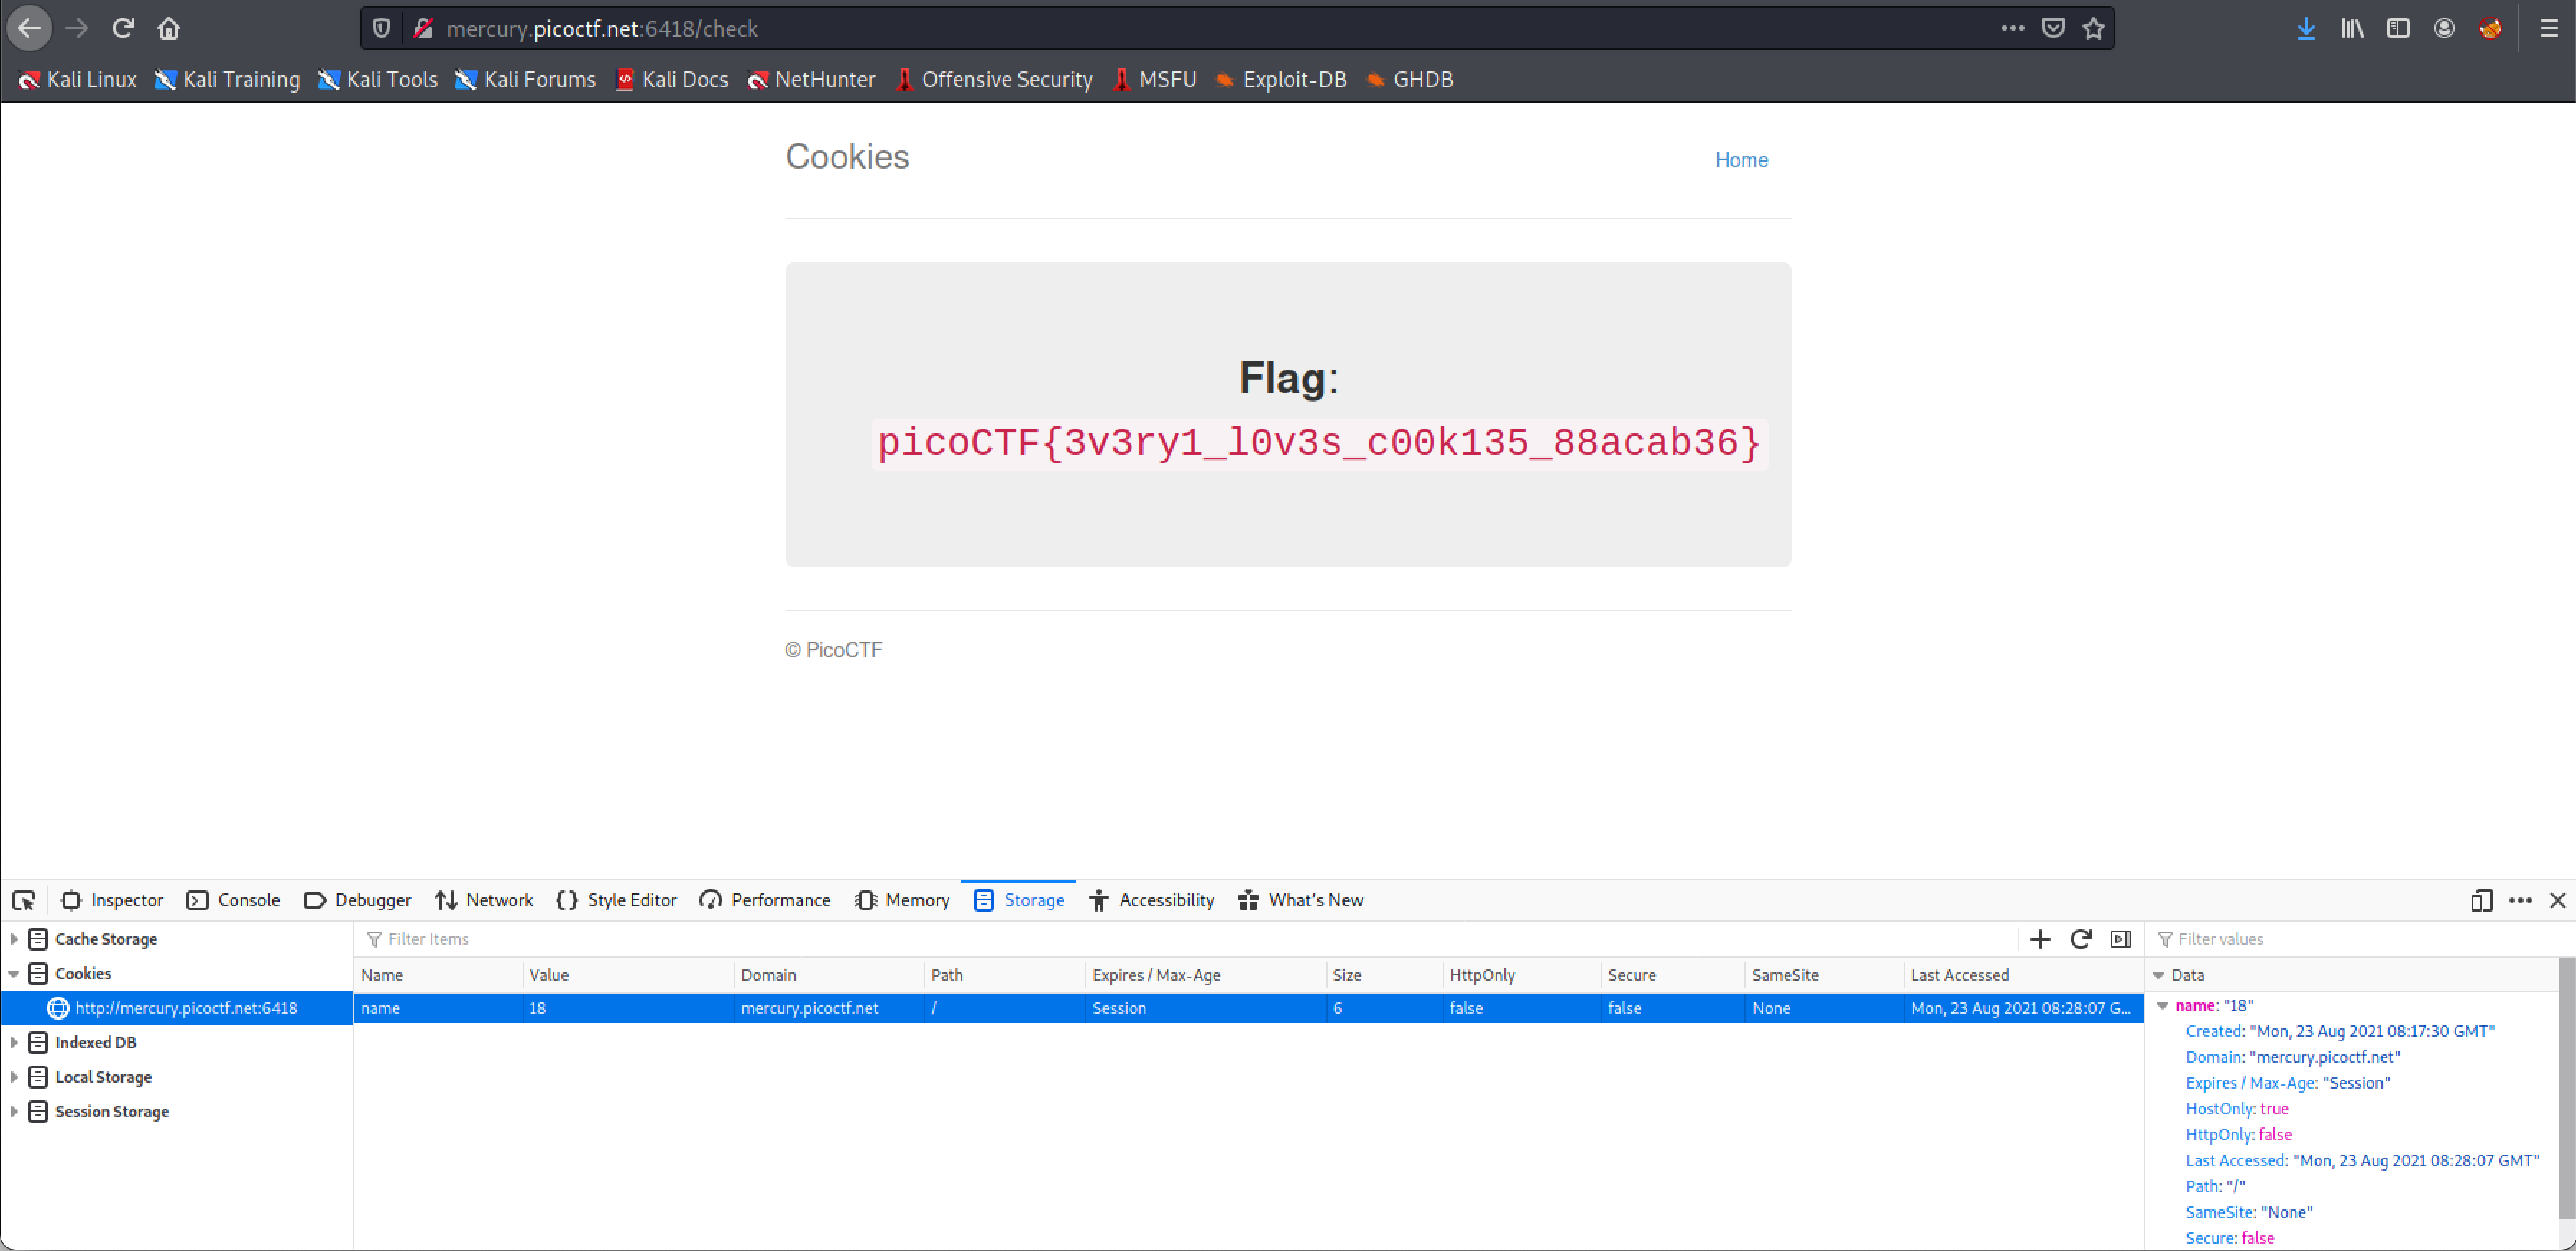 mercury.picoctf.net:6418/check
Kali Linux Kali Training Kali Tools Kali Forums Kali Docs NetHunter Offensive Security MSFU Exploit-DB GHDB
Cookies Home
Flag:
picoCTF{3v3ry1_l0v3s_c00k135_88acab36}
© PicoCTF
Inspector Console Debugger Network Style Editor Performance Memory Storage Accessibility What's New
Cache Storage
Cookies
http://mercury.picoctf.net:6418
Indexed DB
Local Storage
Session Storage
Filter Items
Name Value Domain Path Expires / Max-Age Size HttpOnly Secure SameSite Last Accessed
name 18 mercury.picoctf.net / Session 6 false false None Mon, 23 Aug 2021 08:28:07 G...
Filter values
Data
name: "18"
Created: "Mon, 23 Aug 2021 08:17:30 GMT"
Domain: "mercury.picoctf.net"
Expires / Max-Age: "Session"
HostOnly: true
HttpOnly: false
Last Accessed: "Mon, 23 Aug 2021 08:28:07 GMT"
Path: "/"
SameSite: "None"
Secure: false